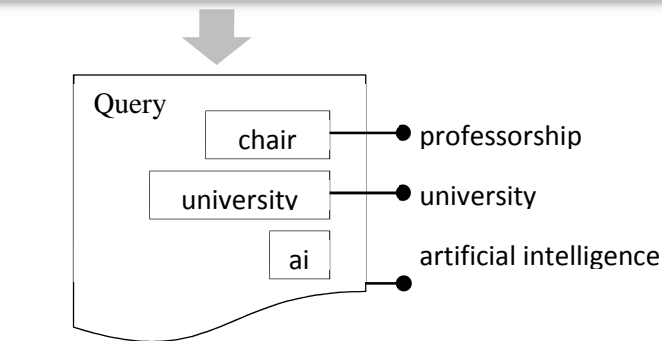 Query
chair
professorship
university
university
ai
artificial intelligence